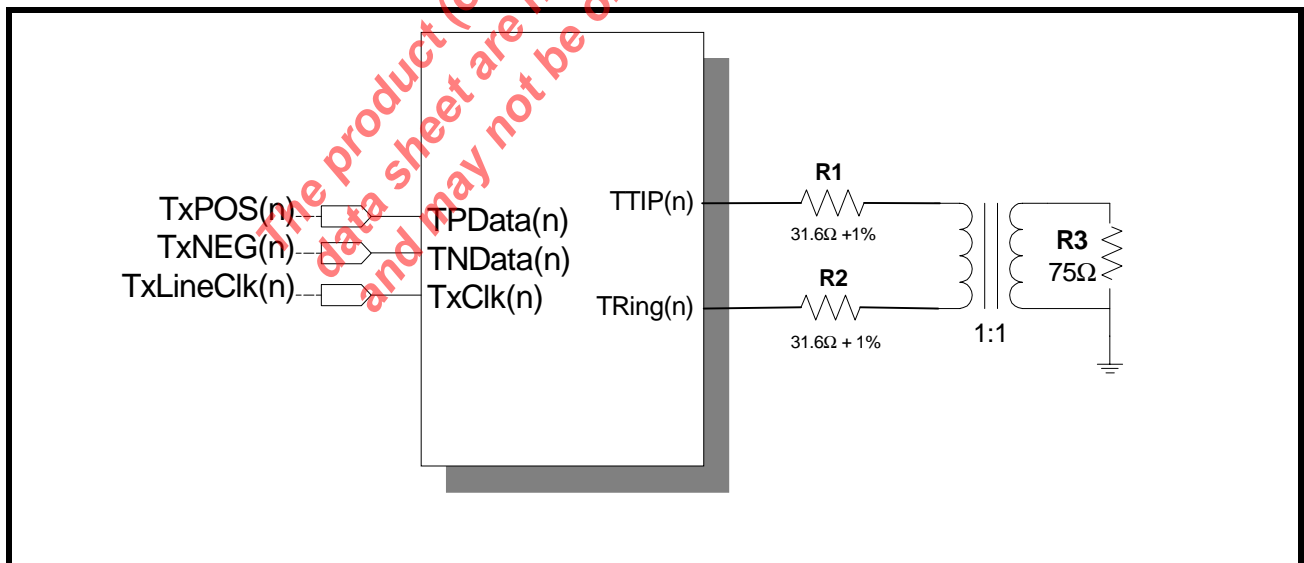 The product (
data sheet are
and may not be o
TxPOS(n)
TxNEG(n)
TxLineClk(n)
TPData(n)
TNData(n)
TxClk(n)
TTIP(n)
TRing(n)
R1
31.6Ω +1%
R2
31.6Ω + 1%
1:1
R3
75Ω